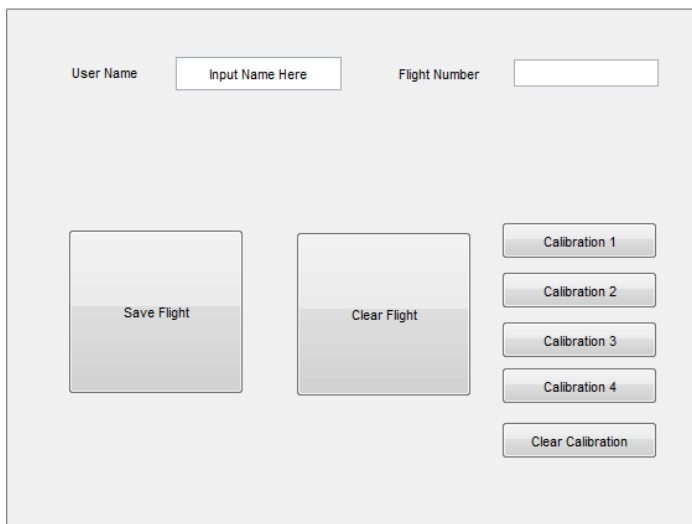 User Name
Input Name Here
Flight Number
Save Flight
Clear Flight
Calibration 1
Calibration 2
Calibration 3
Calibration 4
Clear Calibration